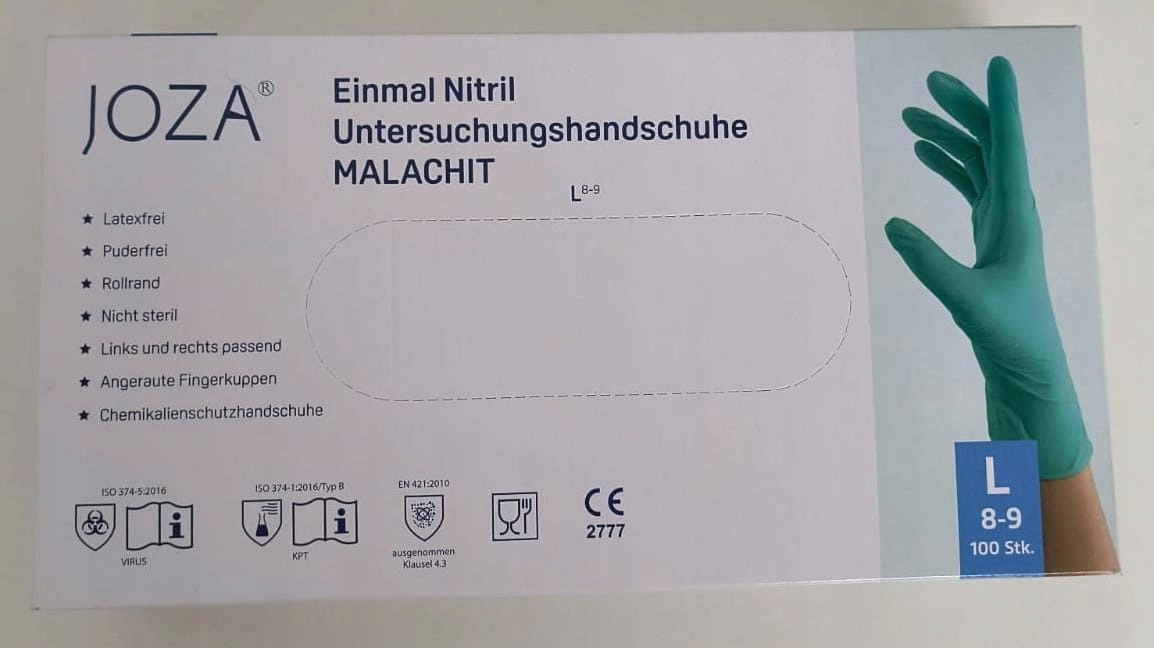 JOZA®
Einmal Nitril
Untersuchungshandschuhe
MALACHIT
L 8-9
Latexfrei
Puderfrei
Rollrand
Nicht steril
Links und rechts passend
Angeraute Fingerkuppen
Chemikalienschutzhandschuhe
ISO 374-5:2016
VIRUS
ISO 374-1:2016/Typ B
KPT
EN 421:2010
ausgenommen
Klausel 4.3
CE
2777
L
8-9
100 Stk.